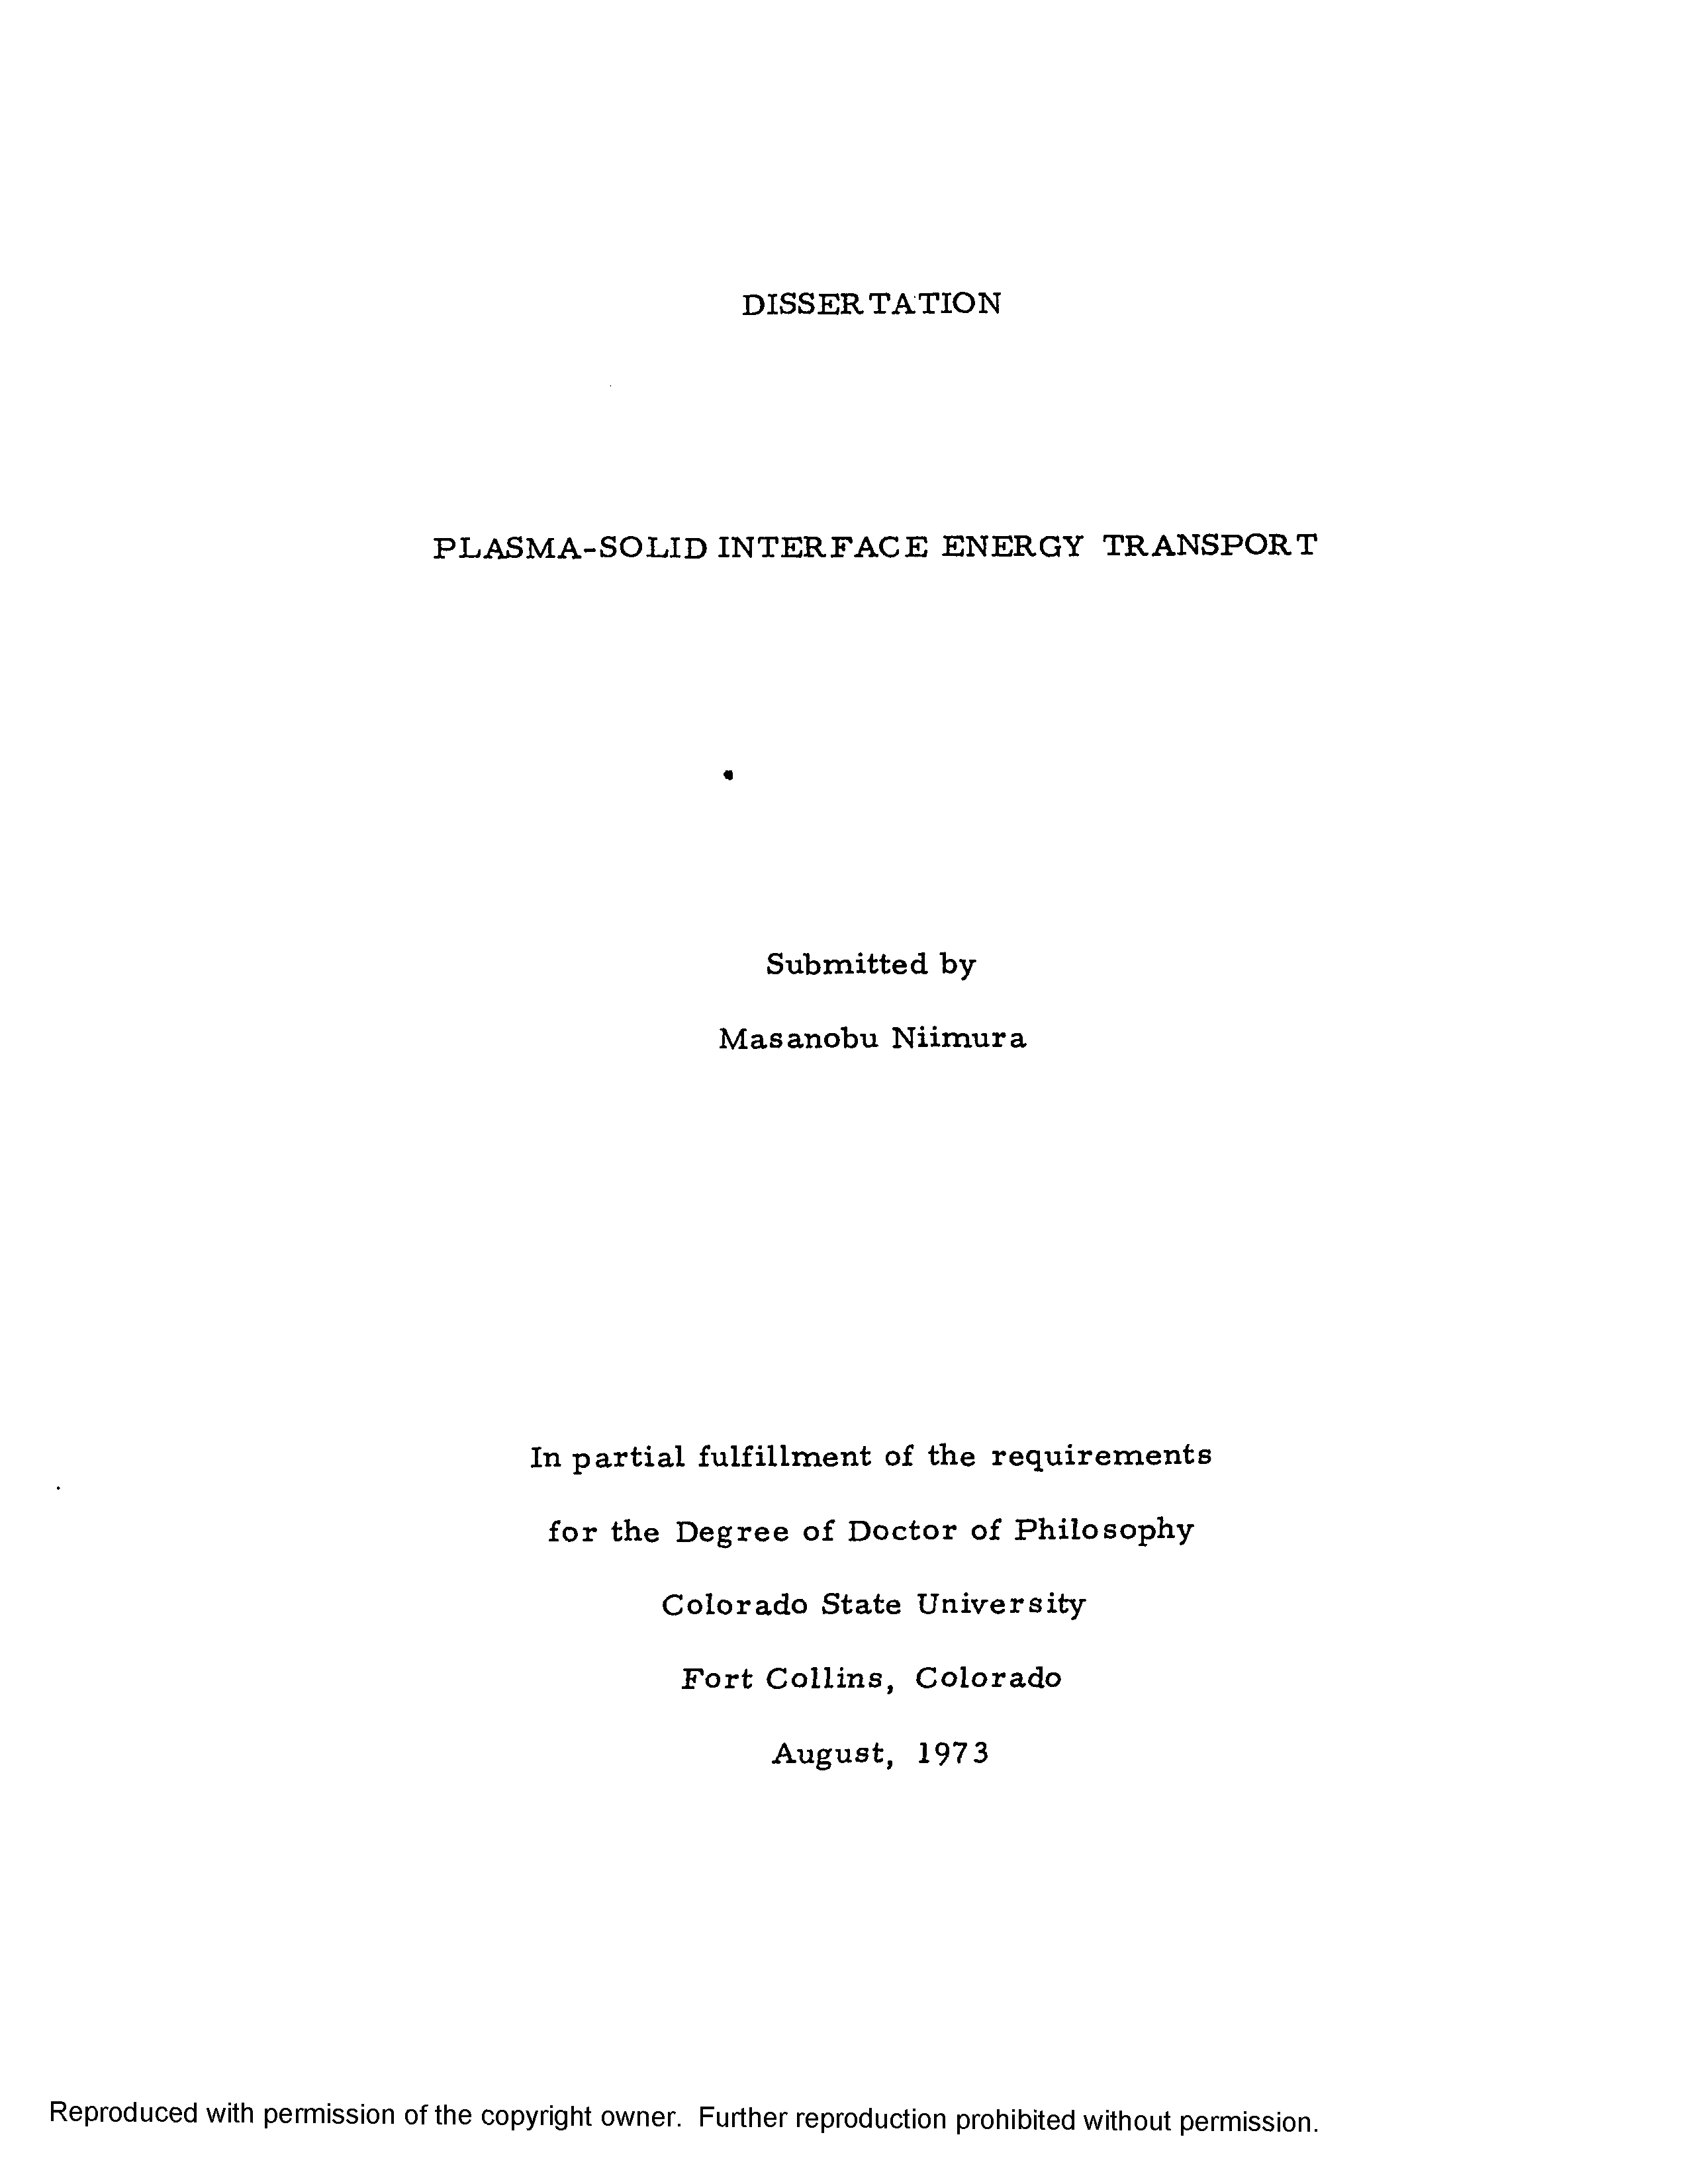 DISSERTATION
PLASMA-SOLID INTERFACE ENERGY TRANSPORT
Submitted by
Masanobu Niimura
In partial fulfillment of the requirements
for the Degree of Doctor of Philosophy
Colorado State University
Fort Collins, Colorado
August, 1973
Reproduced with permission of the copyright owner. Further reproduction prohibited without permission.